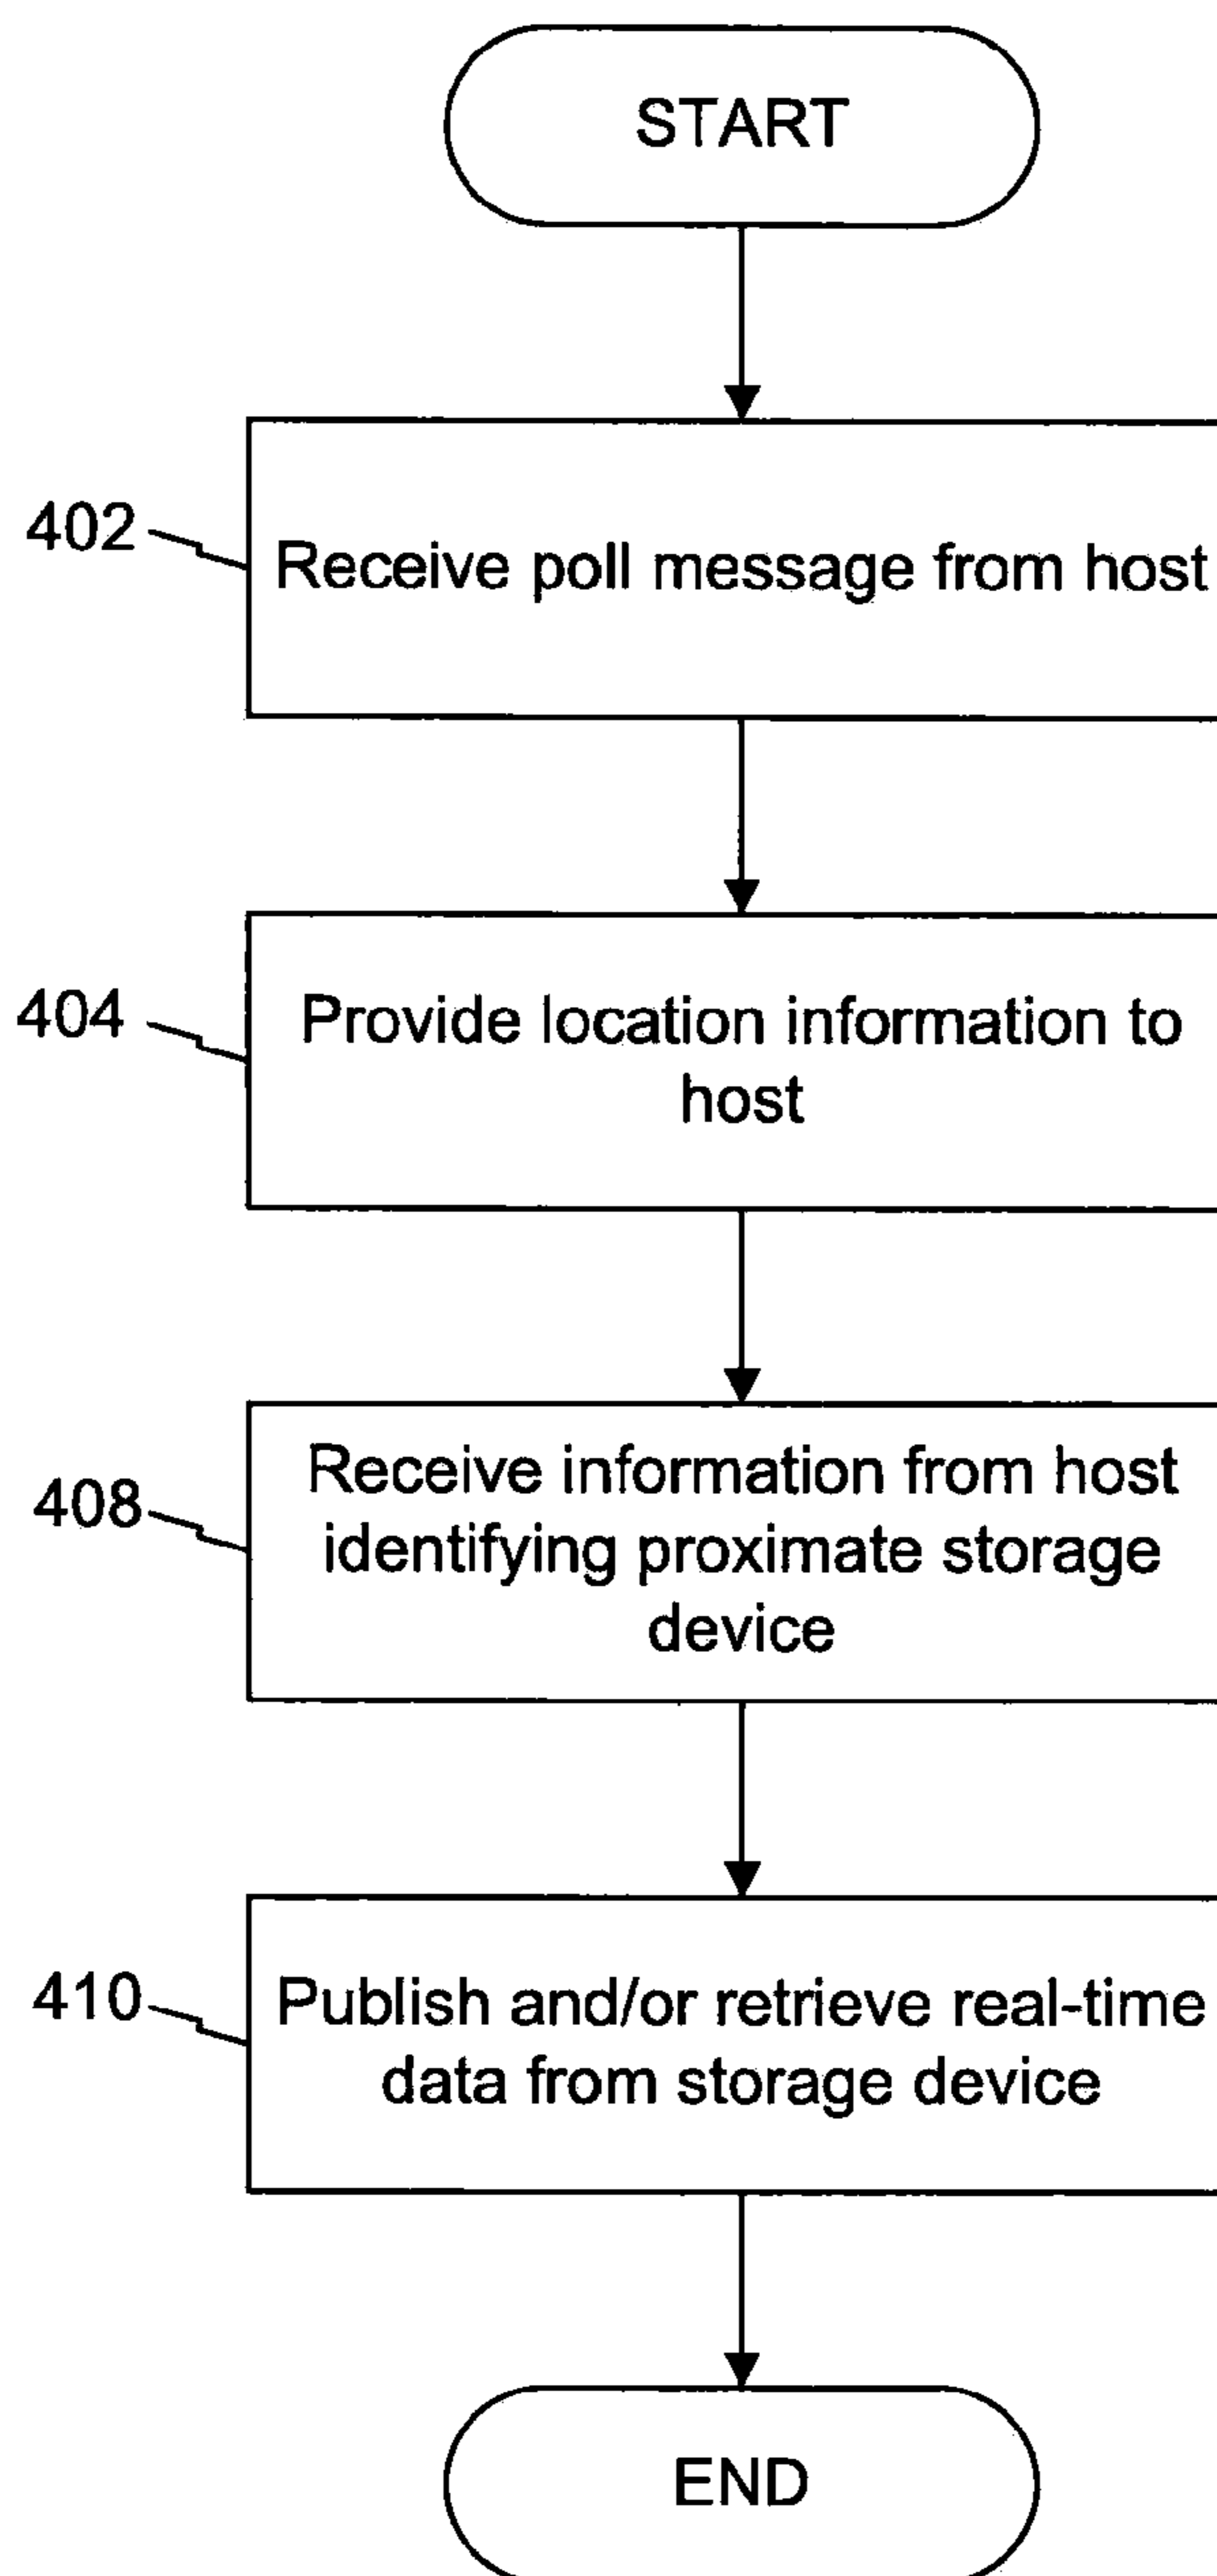 START
402
Receive poll message from host
404
Provide location information to
host
408
Receive information from host
identifying proximate storage
device
410
Publish and/or retrieve real-time
data from storage device
END